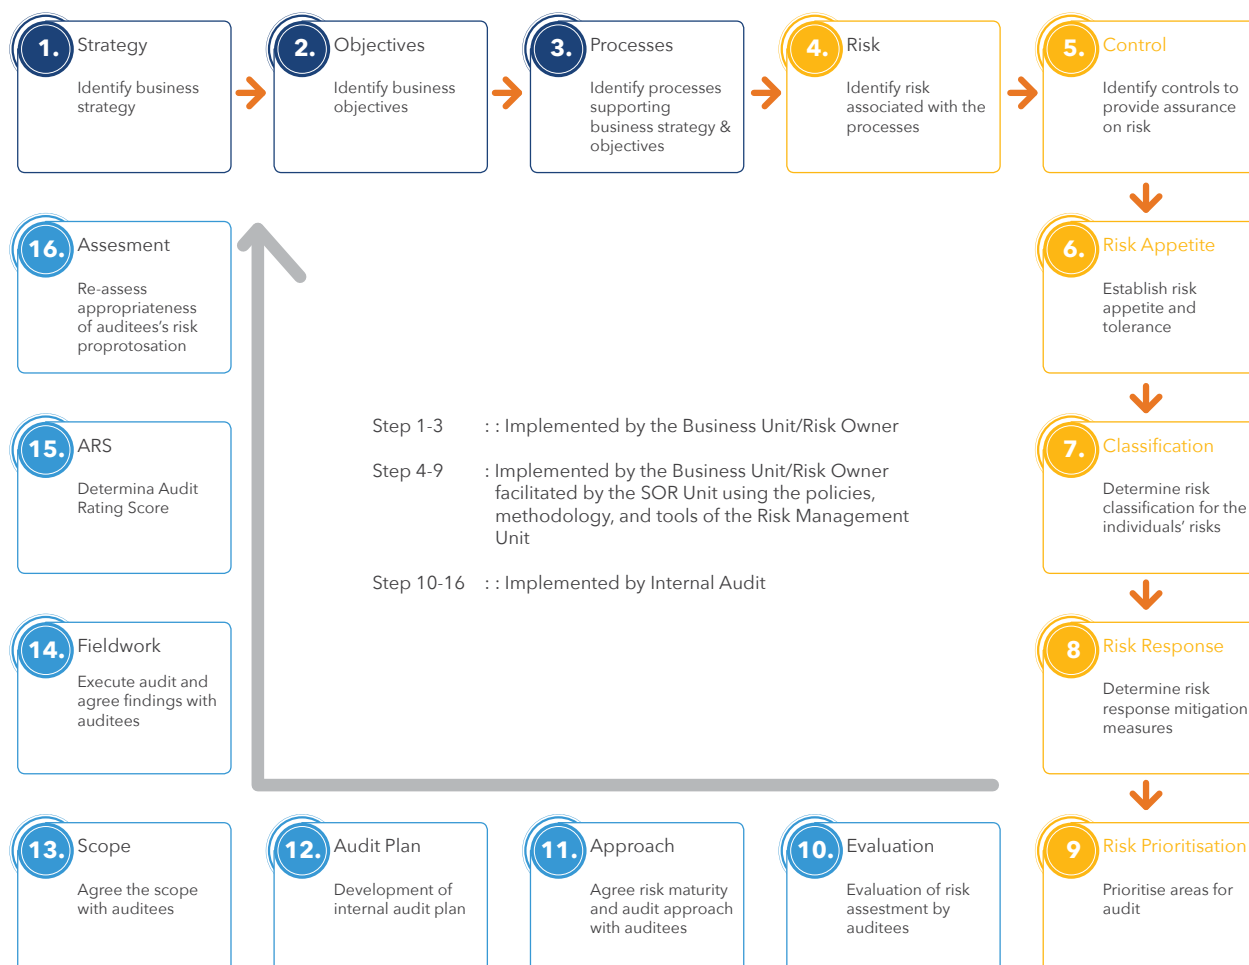 1. Strategy
Identify business
strategy
2. Objectives
Identify business
objectives
3. Processes
Identify processes
supporting
business strategy &
objectives
4. Risk
Identify risk
associated with the
processes
5. Control
Identify controls to
provide assurance
on risk
6. Risk Appetite
Establish risk
appetite and
tolerance
7. Classification
Determine risk
classification for the
individuals' risks
8 Risk Response
Determine risk
response mitigation
measures
9 Risk Prioritisation
Prioritise areas for
audit
10. Evaluation
Evaluation of risk
assestment by
auditees
11. Approach
Agree risk maturity
and audit approach
with auditees
12. Audit Plan
Development of
internal audit plan
13. Scope
Agree the scope
with auditees
14. Fieldwork
Execute audit and
agree findings with
auditees
15. ARS
Determina Audit
Rating Score
16. Assesment
Re-assess
appropriateness
of auditees's risk
proprotosation
Step 1-3 : : Implemented by the Business Unit/Risk Owner
Step 4-9 : Implemented by the Business Unit/Risk Owner
facilitated by the SOR Unit using the policies,
methodology, and tools of the Risk Management
Unit
Step 10-16 : : Implemented by Internal Audit